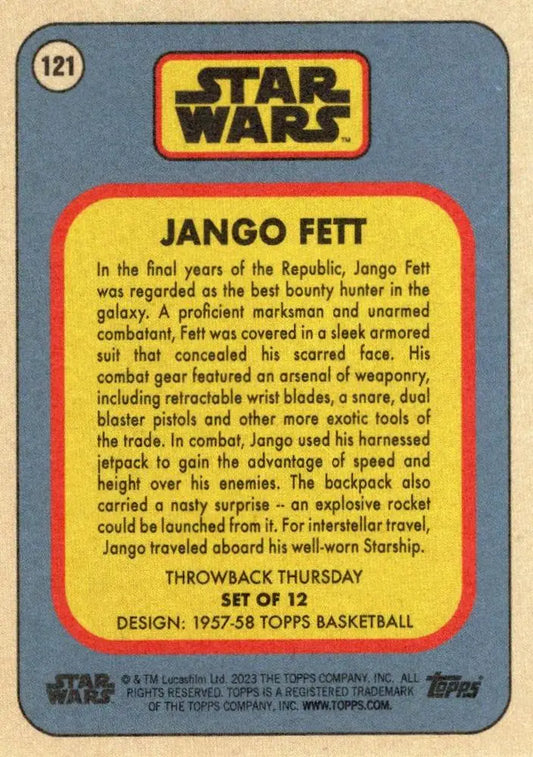 121
STAR
WARS™
JANGO FETT
In the final years of the Republic, Jango Fett
was regarded as the best bounty hunter in the
galaxy. A proficient marksman and unarmed
combatant, Fett was covered in a sleek armored
suit that concealed his scarred face. His
combat gear featured an arsenal of weaponry,
including retractable wrist blades, a snare, dual
blaster pistols and other more exotic tools of
the trade. In combat, Jango used his harnessed
jetpack to gain the advantage of speed and
height over his enemies. The backpack also
carried a nasty surprise -- an explosive rocket
could be launched from it. For interstellar travel,
Jango traveled aboard his well-worn Starship.
THROWBACK THURSDAY
SET OF 12
DESIGN: 1957-58 TOPPS BASKETBALL
STAR
WARS
© & TM Lucasfilm Ltd. 2023 THE TOPPS COMPANY, INC. ALL
RIGHTS RESERVED. TOPPS IS A REGISTERED TRADEMARK
OF THE TOPPS COMPANY, INC. WWW.TOPPS.COM.
Topps